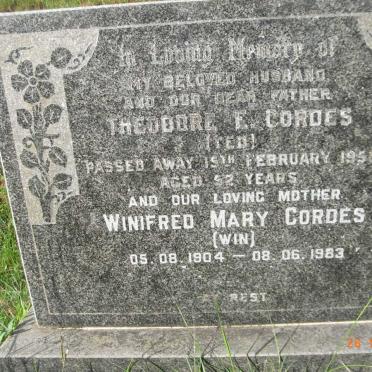 In Loving Memory of
MY BELOVED HUSBAND
AND OUR DEAR FATHER
THEODORE E. CORDES
(TED)
PASSED AWAY 15TH FEBRUARY
AGED 52 YEARS
AND OUR LOVING MOTHER
WINIFRED MARY CORDES
(WIN)
05.08.1904 – 08.06.1983
REST